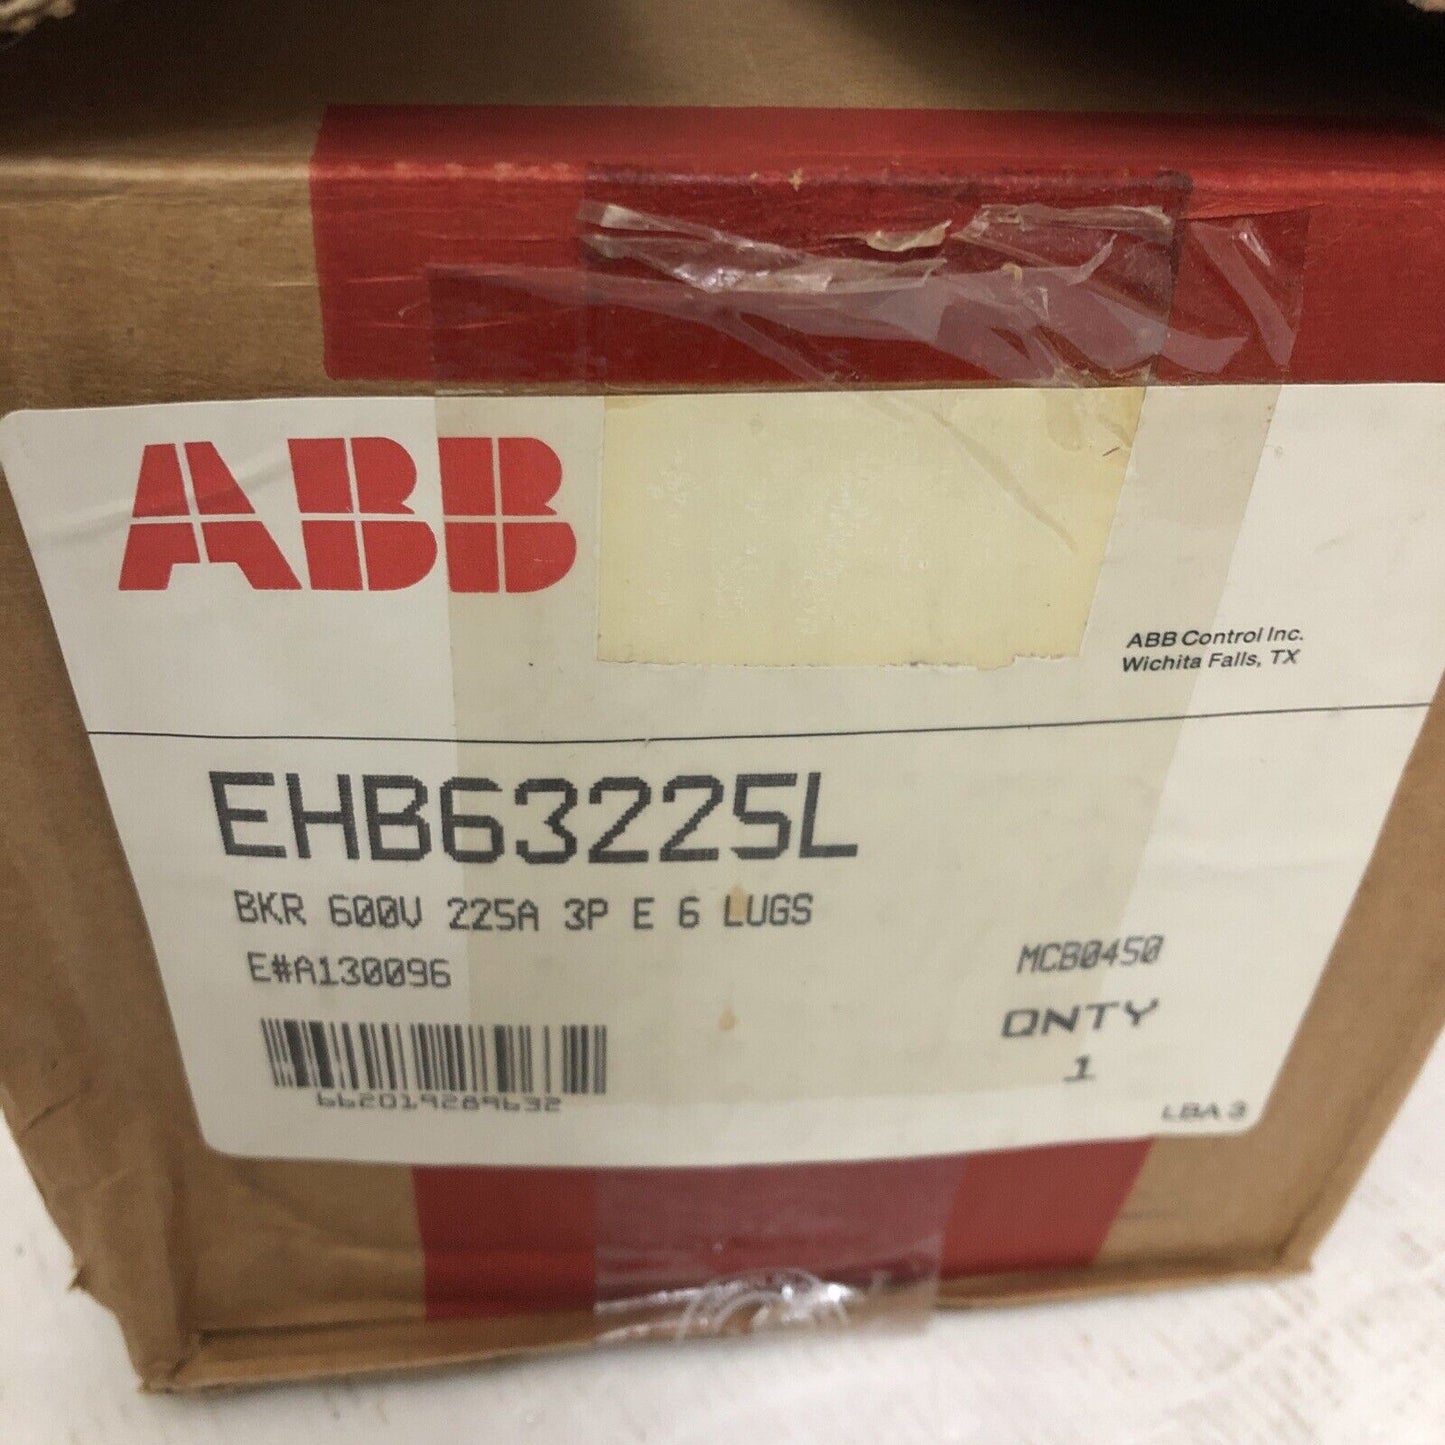 ABB
ABB Control Inc.
Wichita Falls, TX
EHB63225L
BKR 600V 225A 3P E 6 LUGS
E#A130096
MCB0450
QNTY
1
662019289632
LBA 3